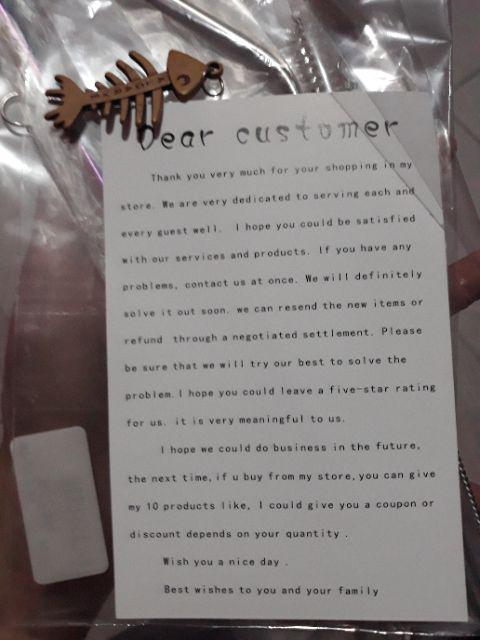 Dear customer
Thank you very much for your shopping in my
store. We are very dedicated to serving each and
every guest well. I hope you could be satisfied
with our services and products. If you have any
problems, contact us at once. We will definitely
solve it out soon. we can resend the new items or
refund through a negotiated settlement. Please
be sure that we will try our best to solve the
problem. I hope you could leave a five-star rating
for us. it is very meaningful to us.
I hope we could do business in the future,
the next time, if u buy from my store, you can give
my 10 products like, I could give you a coupon or
discount depends on your quantity .
Wish you a nice day .
Best wishes to you and your family